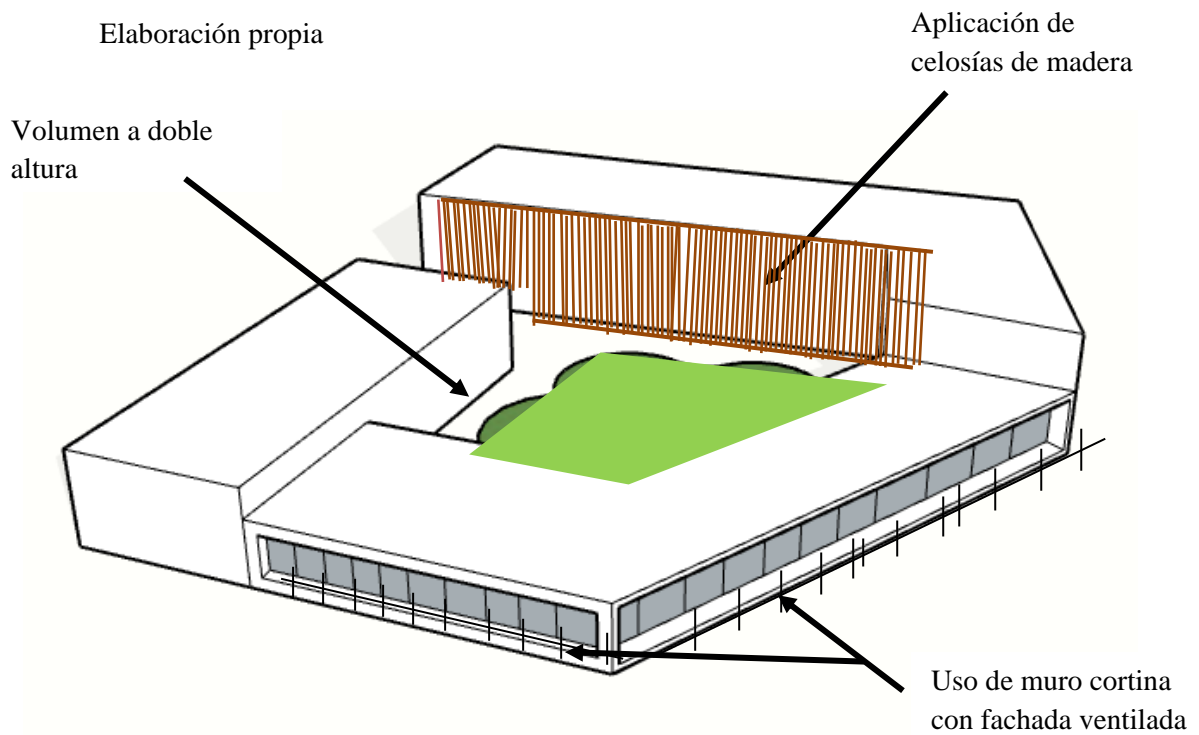 Elaboración propia
Aplicación de
celosías de madera
Volumen a doble
altura
Uso de muro cortina
con fachada ventilada